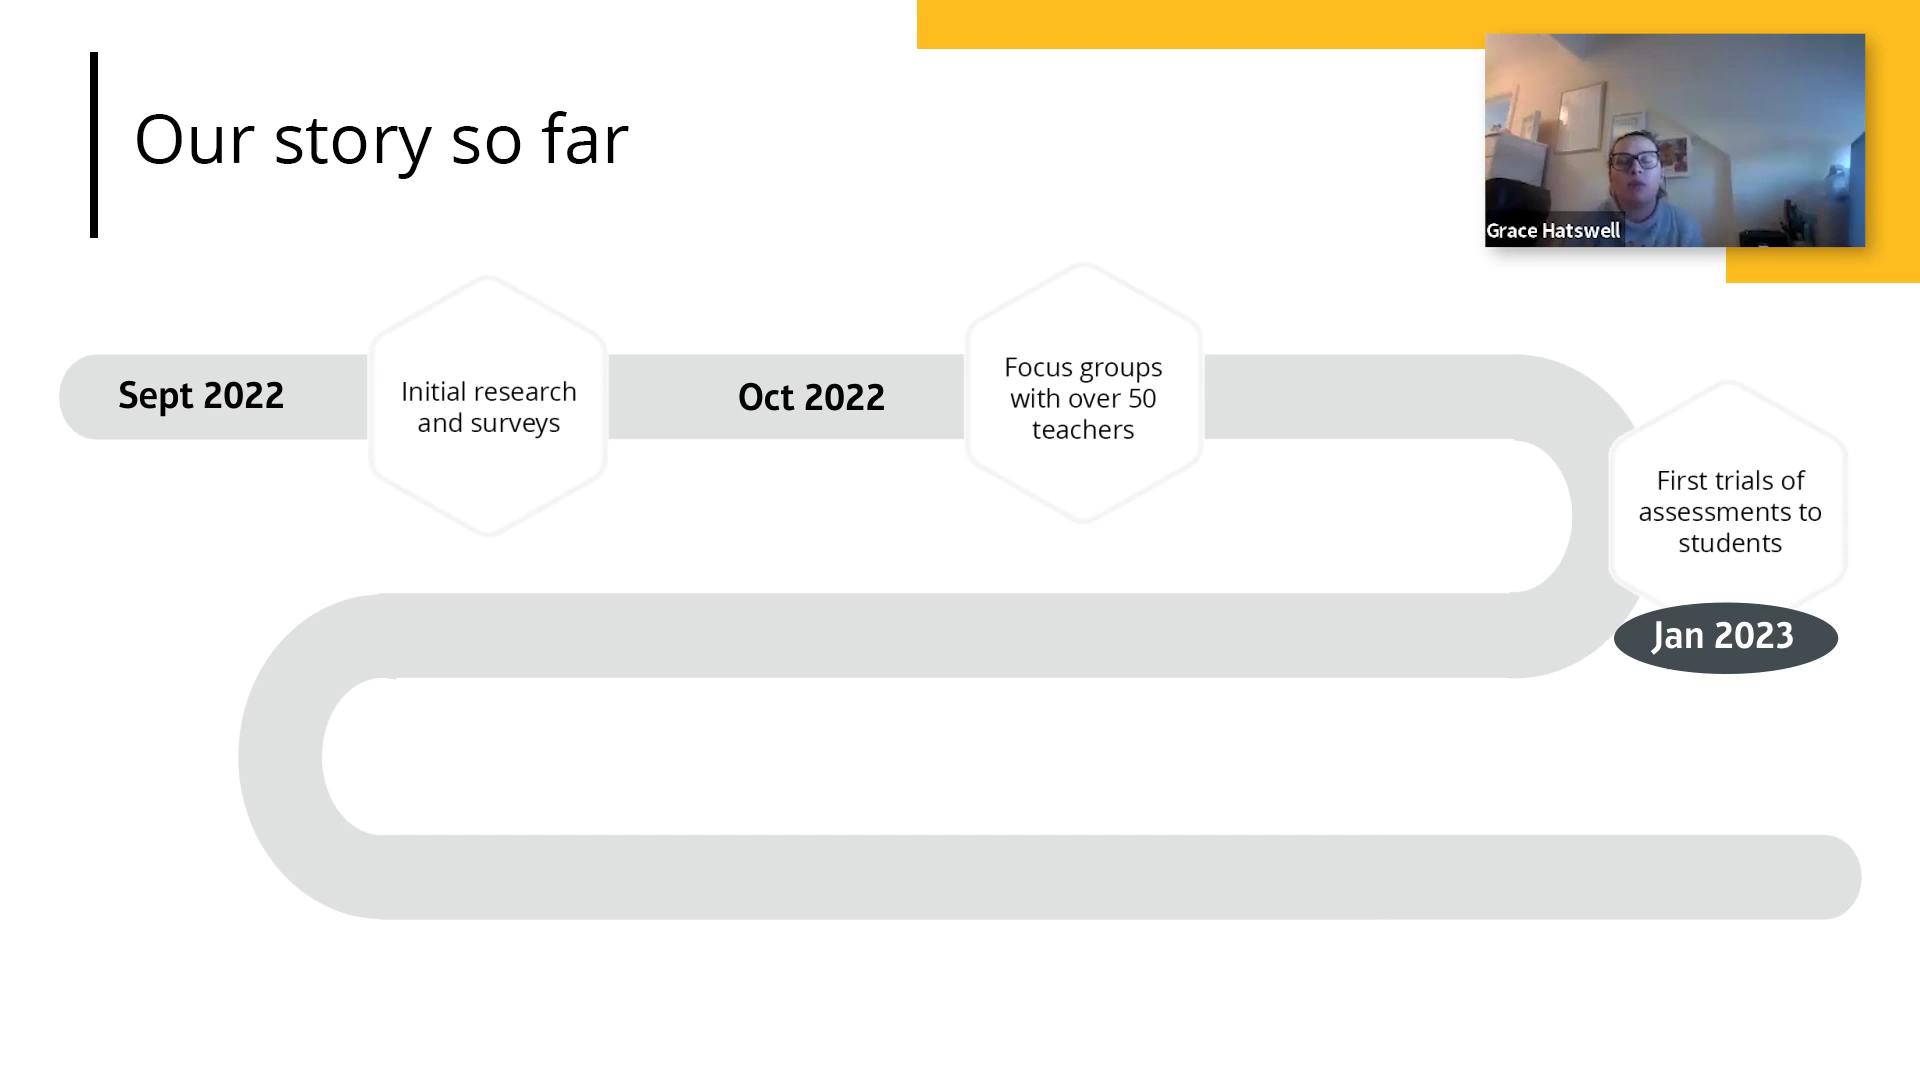 Our story so far
Grace Hatswell
Sept 2022
Initial research
and surveys
Oct 2022
Focus groups
with over 50
teachers
First trials of
assessments to
students
Jan 2023